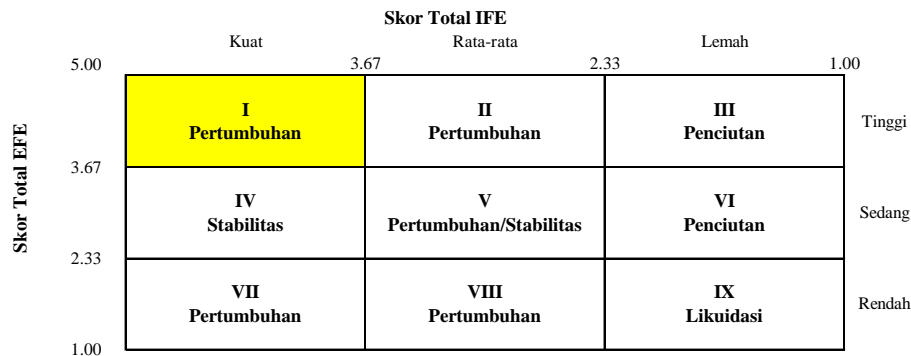 Skor Total IFE
Kuat Rata-rata Lemah
5.00 3.67 2.33 1.00
I II III
Pertumbuhan Pertumbuhan Penciutan
Tinggi
Skor Total EFE
3.67
IV V VI
Stabilitas Pertumbuhan/Stabilitas Penciutan
Sedang
2.33
VII VIII IX
Pertumbuhan Pertumbuhan Likuidasi
Rendah
1.00